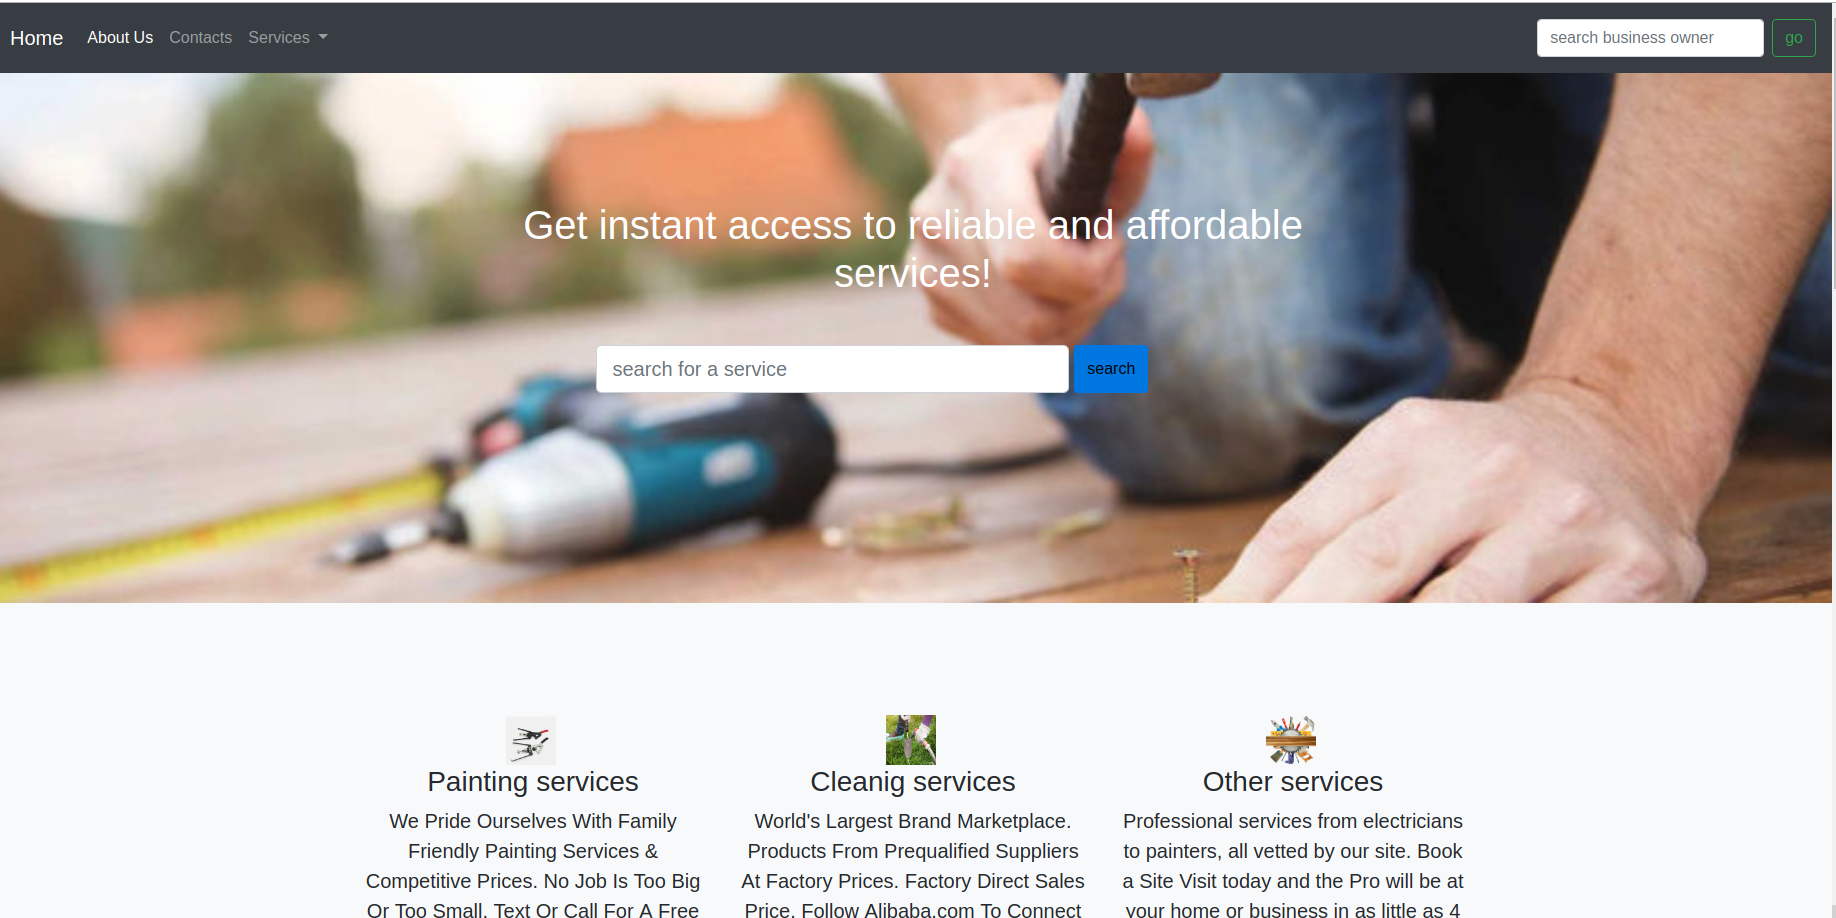 Home About Us Contacts Services search business owner go
Get instant access to reliable and affordable
services!
search for a service search
Painting services
We Pride Ourselves With Family
Friendly Painting Services &
Competitive Prices. No Job Is Too Big
Or Too Small. Text Or Call For A Free
Cleanig services
World's Largest Brand Marketplace.
Products From Prequalified Suppliers
At Factory Prices. Factory Direct Sales
Price. Follow Alibaba.com To Connect
Other services
Professional services from electricians
to painters, all vetted by our site. Book
a Site Visit today and the Pro will be at
your home or business in as little as 4